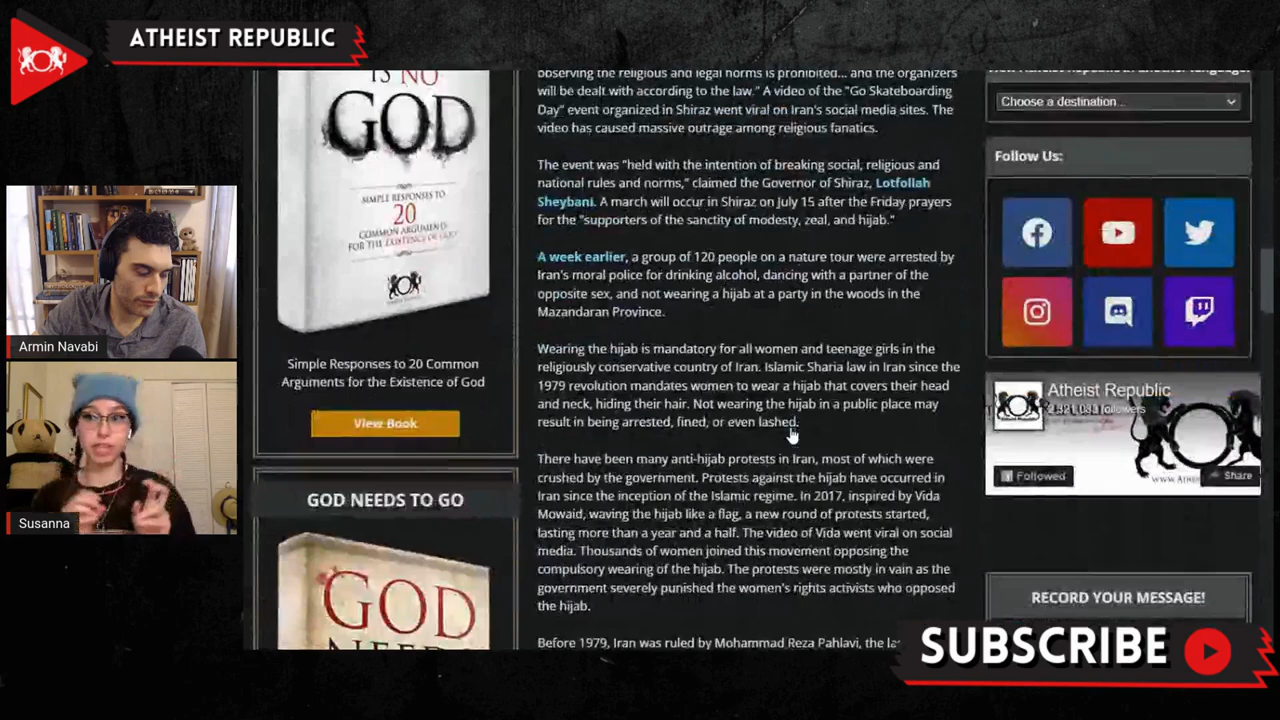 ATHEIST REPUBLIC
IS NO
GOD
SIMPLE RESPONSES TO
20
COMMON ARGUMENTS
FOR THE EXISTENCE OF GOD
Simple Responses to 20 Common
Arguments for the Existence of God
View Book
GOD NEEDS TO GO
GOD
observing the religious and legal norms is prohibited... and the organizers
will be dealt with according to the law." A video of the "Go Skateboarding
Day" event organized in Shiraz went viral on Iran's social media sites. The
video has caused massive outrage among religious fanatics.
The event was "held with the intention of breaking social, religious and
national rules and norms," claimed the Governor of Shiraz, Lotfollah
Sheybani. A march will occur in Shiraz on July 15 after the Friday prayers
for the "supporters of the sanctity of modesty, zeal, and hijab."
A week earlier, a group of 120 people on a nature tour were arrested by
Iran's moral police for drinking alcohol, dancing with a partner of the
opposite sex, and not wearing a hijab at a party in the woods in the
Mazandaran Province.
Wearing the hijab is mandatory for all women and teenage girls in the
religiously conservative country of Iran. Islamic Sharia law in Iran since the
1979 revolution mandates women to wear a hijab that covers their head
and neck, hiding their hair. Not wearing the hijab in a public place may
result in being arrested, fined, or even lashed.
There have been many anti-hijab protests in Iran, most of which were
crushed by the government. Protests against the hijab have occurred in
Iran since the inception of the Islamic regime. In 2017, inspired by Vida
Mowaid, waving the hijab like a flag, a new round of protests started,
lasting more than a year and a half. The video of Vida went viral on social
media. Thousands of women joined this movement opposing the
compulsory wearing of the hijab. The protests were mostly in vain as the
government severely punished the women's rights activists who opposed
the hijab.
Before 1979, Iran was ruled by Mohammad Reza Pahlavi, the
Choose a destination...
Follow Us:
Atheist Republic
followers
Followed
Share
RECORD YOUR MESSAGE!
Armin Navabi
Susanna
SUBSCRIBE